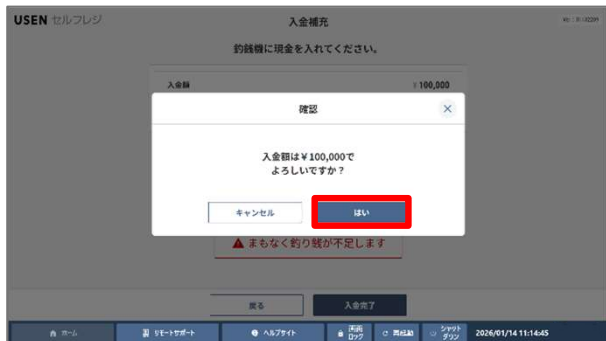 USEN セルフレジ
入金補充
釣銭機に現金を入れてください。
入金額
¥100,000
確認
×
入金額は¥100,000で
よろしいですか?
キャンセル
はい
まもなく釣り銭が不足します
戻る
入金完了
ホーム
リモートサポート
ヘルプサイト
画面
ロック
再起動
シャット
ダウン
2026/01/14 11:14:45